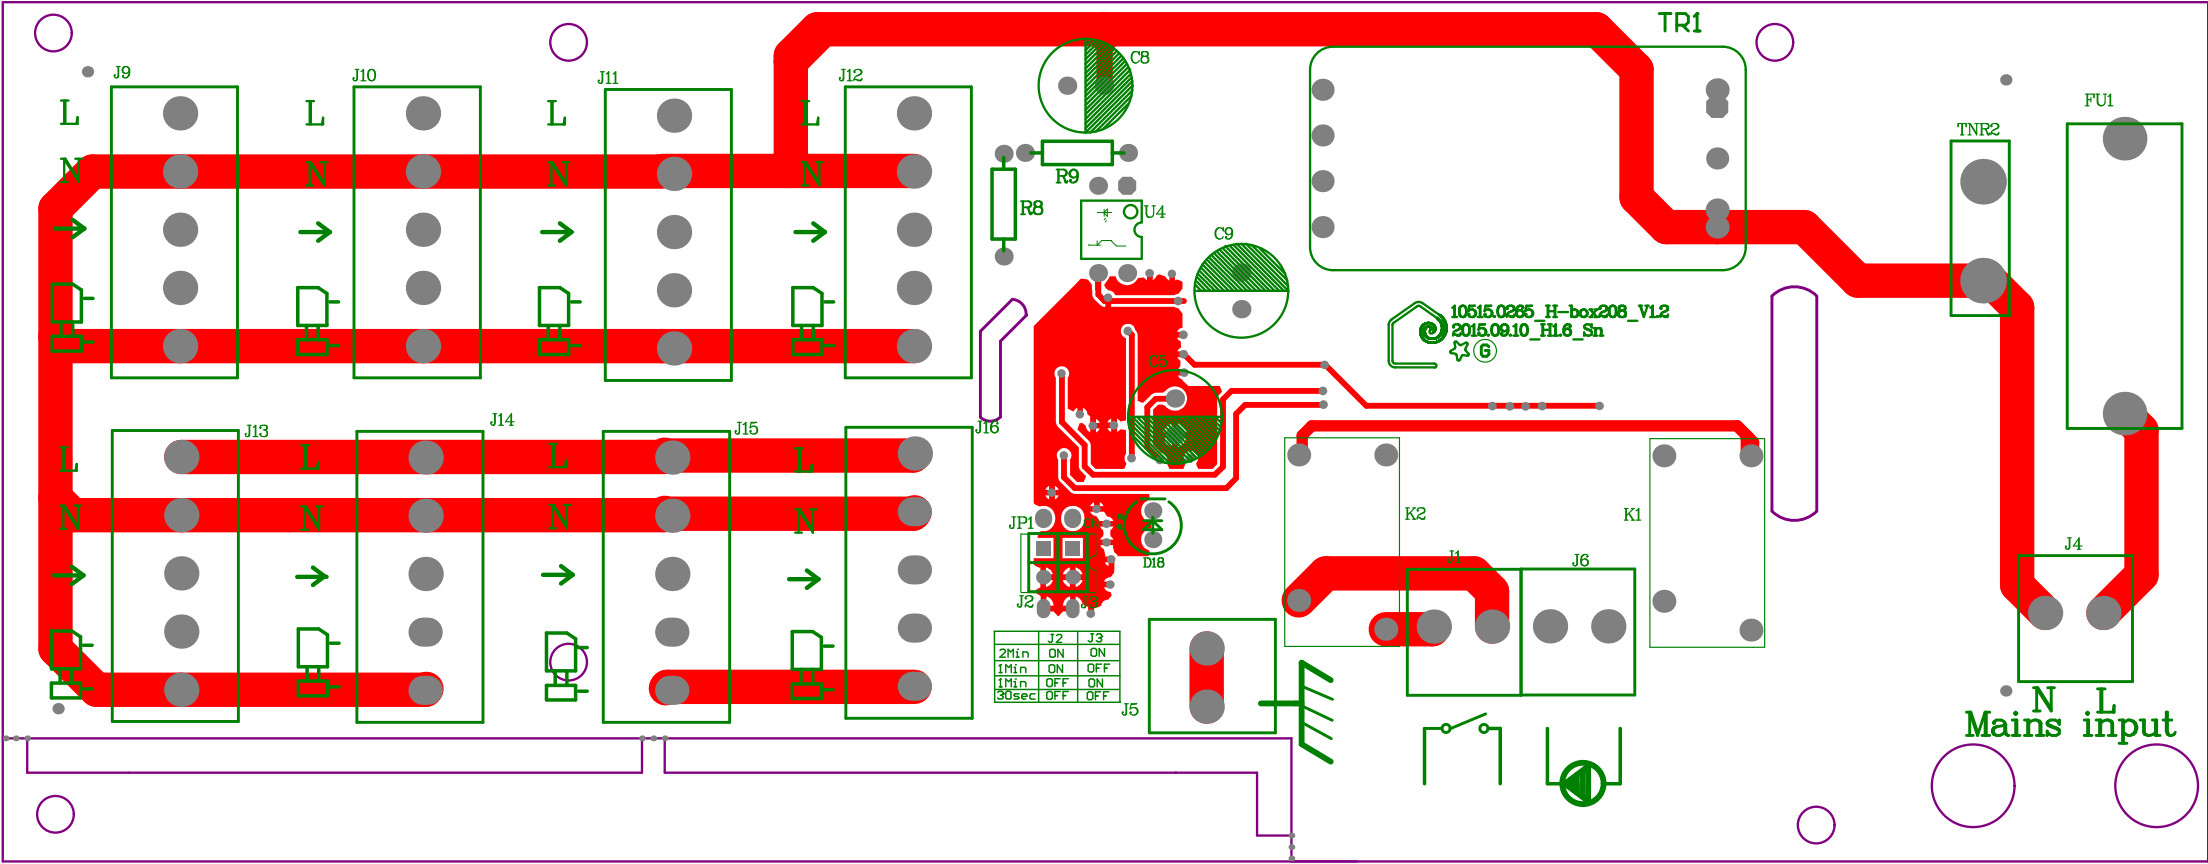 TR1
J9
J10
J11
J12
C8
L
L
L
L
FU1
TNR2
N
N
N
N
R9
R8
U4
C9
10515.0265_H-box208_V1.2
2015.09.10_H1.6_Sn
G
C5
J13
J14
J15
J16
L
L
L
L
N
N
N
N
JP1
K2
K1
D18
J1
J6
J4
J2
J3
J2 J3
2Min ON ON
1Min ON OFF
1Min OFF ON
30sec OFF OFF
J5
N L
Mains input